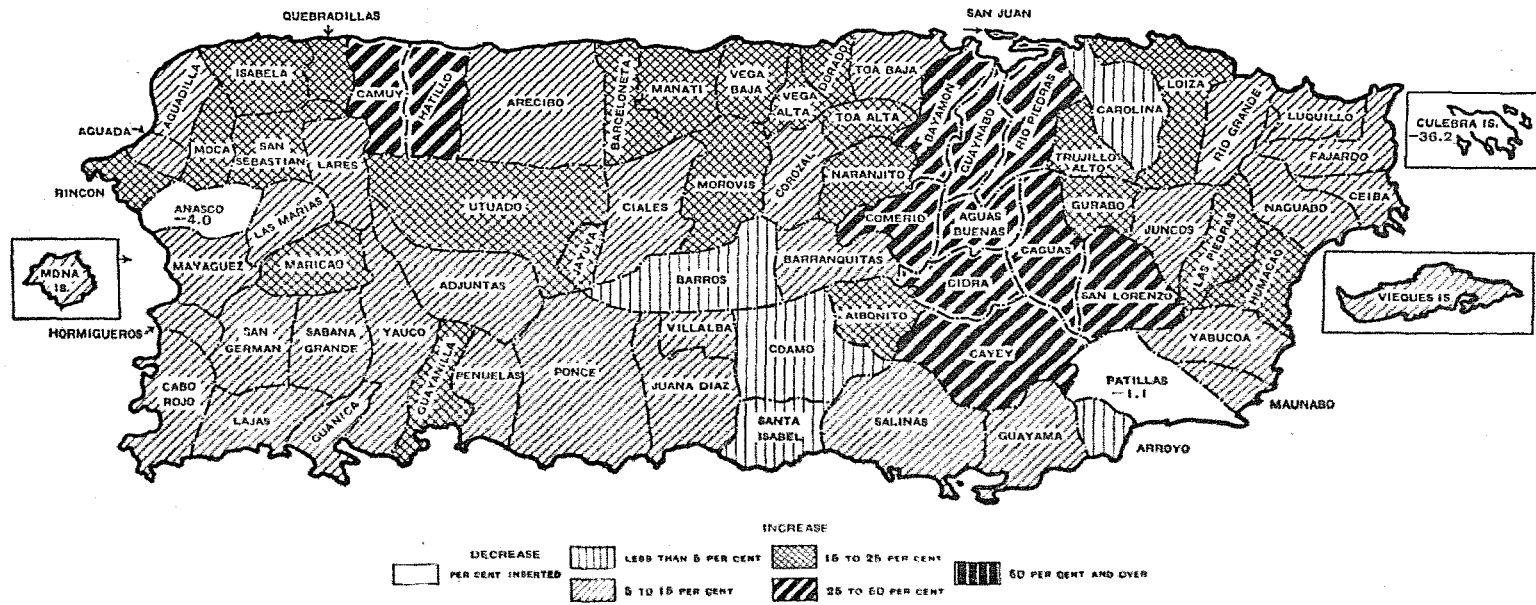 QUEBRADILLAS
SAN JUAN
AGUADILLA
ISABELA
CAMUY
HATILLO
ARECIBO
BARCELONETA
MANATI
VEGA BAJA
VEGA ALTA
DORADO
TOA BAJA
TOA ALTA
BAYAMON
GUAYNABO
RIO PIEDRAS
CAROLINA
LOIZA
RIO GRANDE
LUQUILLO
FAJARDO
CEIBA
CULEBRA IS.
-36.2
AGUADA
MOCA
SAN SEBASTIAN
LARES
RINCON
ANASCO
-4.0
LAS MARIAS
UTUADO
CIALES
MOROVIS
COROZAL
NARANJITO
TRUJILLO ALTO
GURABO
COMERIO
AGUAS BUENAS
CAGUAS
JUNCOS
LAS PIEDRAS
NAGUABO
HUMACAO
MONA IS.
MAYAGUEZ
MARICAO
JAYUYA
ADJUNTAS
BARROS
BARRANQUITAS
CIDRA
SAN LORENZO
VIEQUES IS.
HORMIGUEROS
SAN GERMAN
SABANA GRANDE
YAUCO
VILLALBA
AIBONITO
YABUCOA
CABO ROJO
LAJAS
GUANICA
GUAYANILLA
PENUELAS
PONCE
JUANA DIAZ
COAMO
CAYEY
PATILLAS
-1.1
MAUNABO
SANTA ISABEL
SALINAS
GUAYAMA
ARROYO
INCREASE
DECREASE
PER CENT INSERTED
LESS THAN 5 PER CENT
15 TO 25 PER CENT
50 PER CENT AND OVER
5 TO 15 PER CENT
25 TO 50 PER CENT